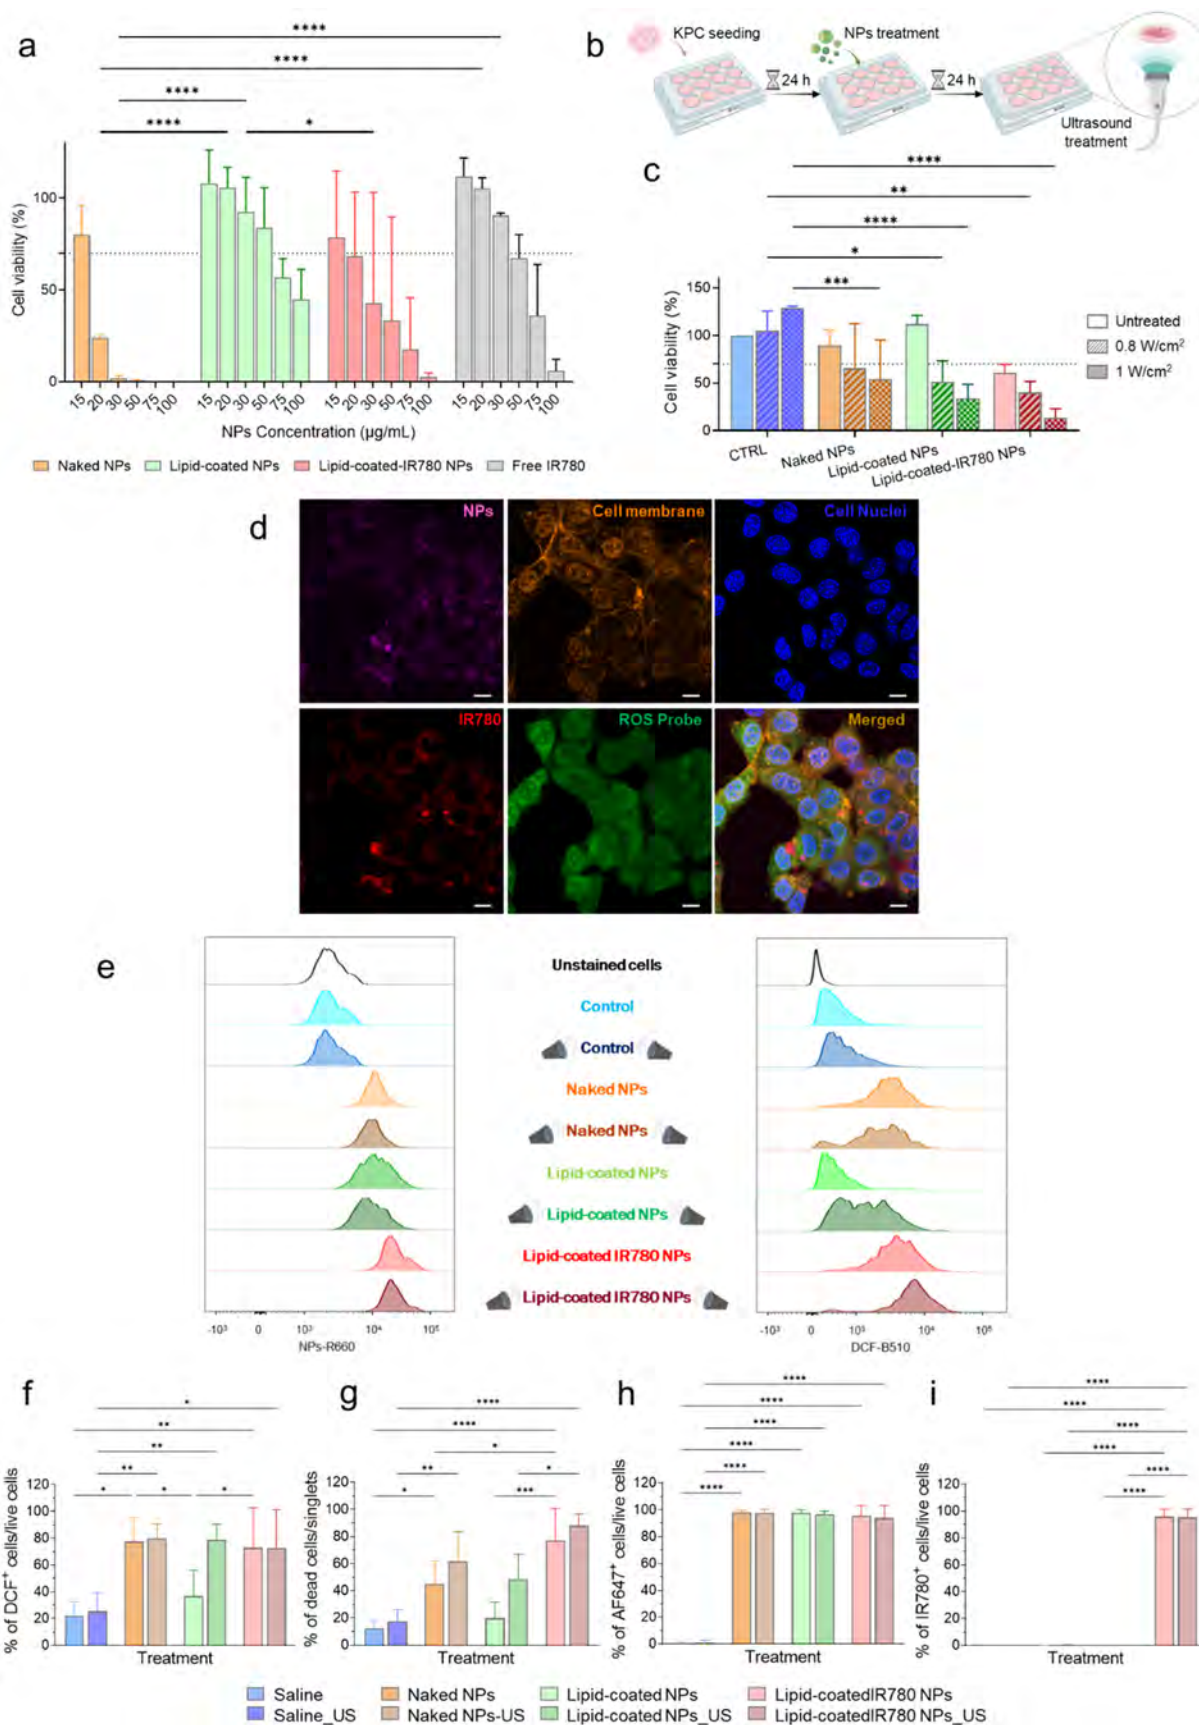 a
****
****
****
****
*
Cell viability (%)
100
50
0
15 20 30 50 75 100 15 20 30 50 75 100 15 20 30 50 75 100 15 20 30 50 75 100
NPs Concentration (µg/mL)
Naked NPs Lipid-coated NPs Lipid-coated-IR780 NPs Free IR780
b
KPC seeding
NPs treatment
24 h
24 h
Ultrasound
treatment
c
****
**
****
*
***
Cell viability (%)
150
100
50
0
CTRL
Naked NPs
Lipid-coated NPs
Lipid-coated-IR780 NPs
Untreated
0.8 W/cm²
1 W/cm²
d
NPs
Cell membrane
Cell Nuclei
IR780
ROS Probe
Merged
e
Unstained cells
Control
Control
Naked NPs
Naked NPs
Lipid-coated NPs
Lipid-coated NPs
Lipid-coated IR780 NPs
Lipid-coated IR780 NPs
-10³ 0 10³ 10⁴ 10⁵
NPs-R660
-10³ 0 10³ 10⁴ 10⁵
DCF-B510
f
*
**
**
**
* * *
% of DCF⁺ cells/live cells
120
100
80
60
40
20
0
Treatment
g
****
****
*
** *
* ***
% of dead cells/singlets
120
100
80
60
40
20
0
Treatment
h
****
****
****
****
****
****
% of AF647⁺ cells/live cells
120
100
80
60
40
20
0
Treatment
i
****
****
****
****
****
****
% of IR780⁺ cells/live cells
120
100
80
60
40
20
0
Treatment
Saline Naked NPs Lipid-coated NPs Lipid-coatedIR780 NPs
Saline_US Naked NPs-US Lipid-coated NPs_US Lipid-coatedIR780 NPs_US